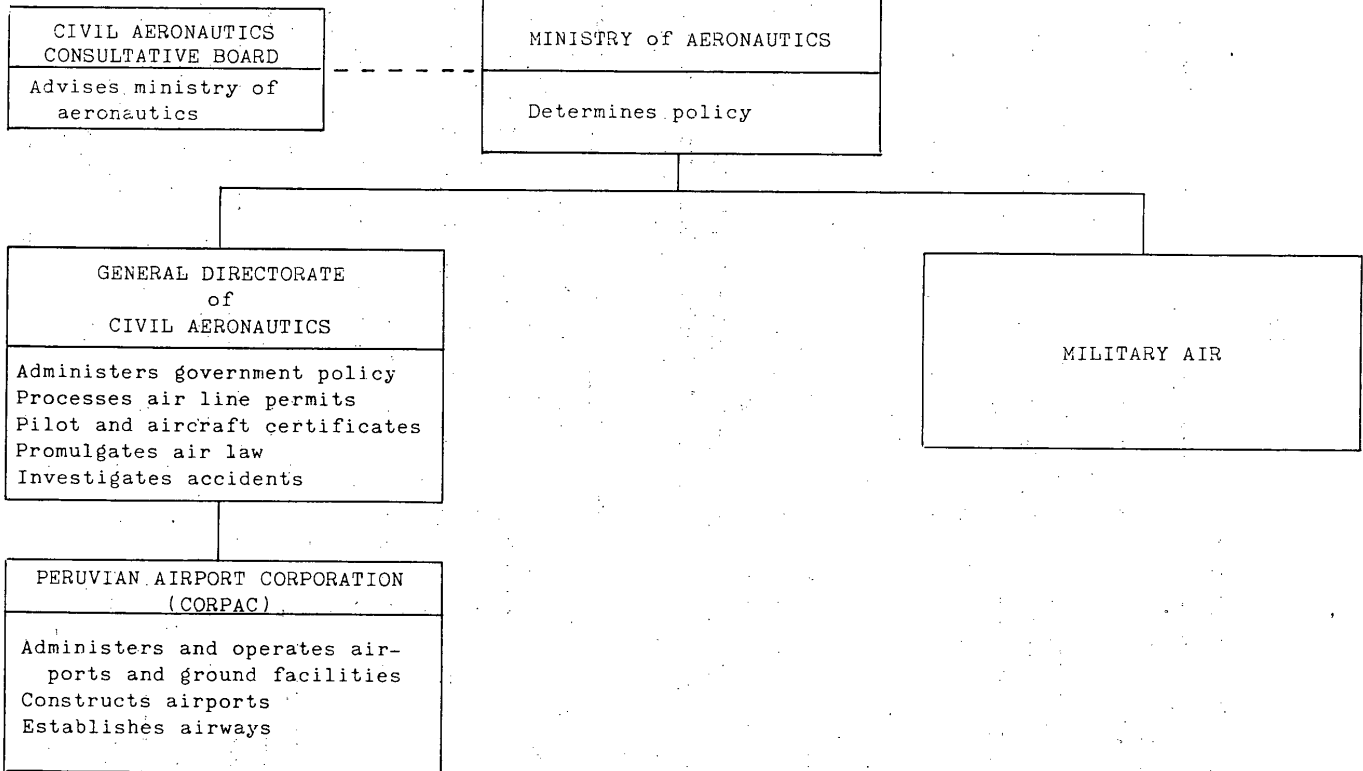 CIVIL AERONAUTICS
CONSULTATIVE BOARD
Advises ministry of
aeronautics
MINISTRY of AERONAUTICS
Determines policy
GENERAL DIRECTORATE
of
CIVIL AERONAUTICS
Administers government policy
Processes air line permits
Pilot and aircraft certificates
Promulgates air law
Investigates accidents
MILITARY AIR
PERUVIAN AIRPORT CORPORATION
(CORPAC)
Administers and operates air-
ports and ground facilities
Constructs airports
Establishes airways